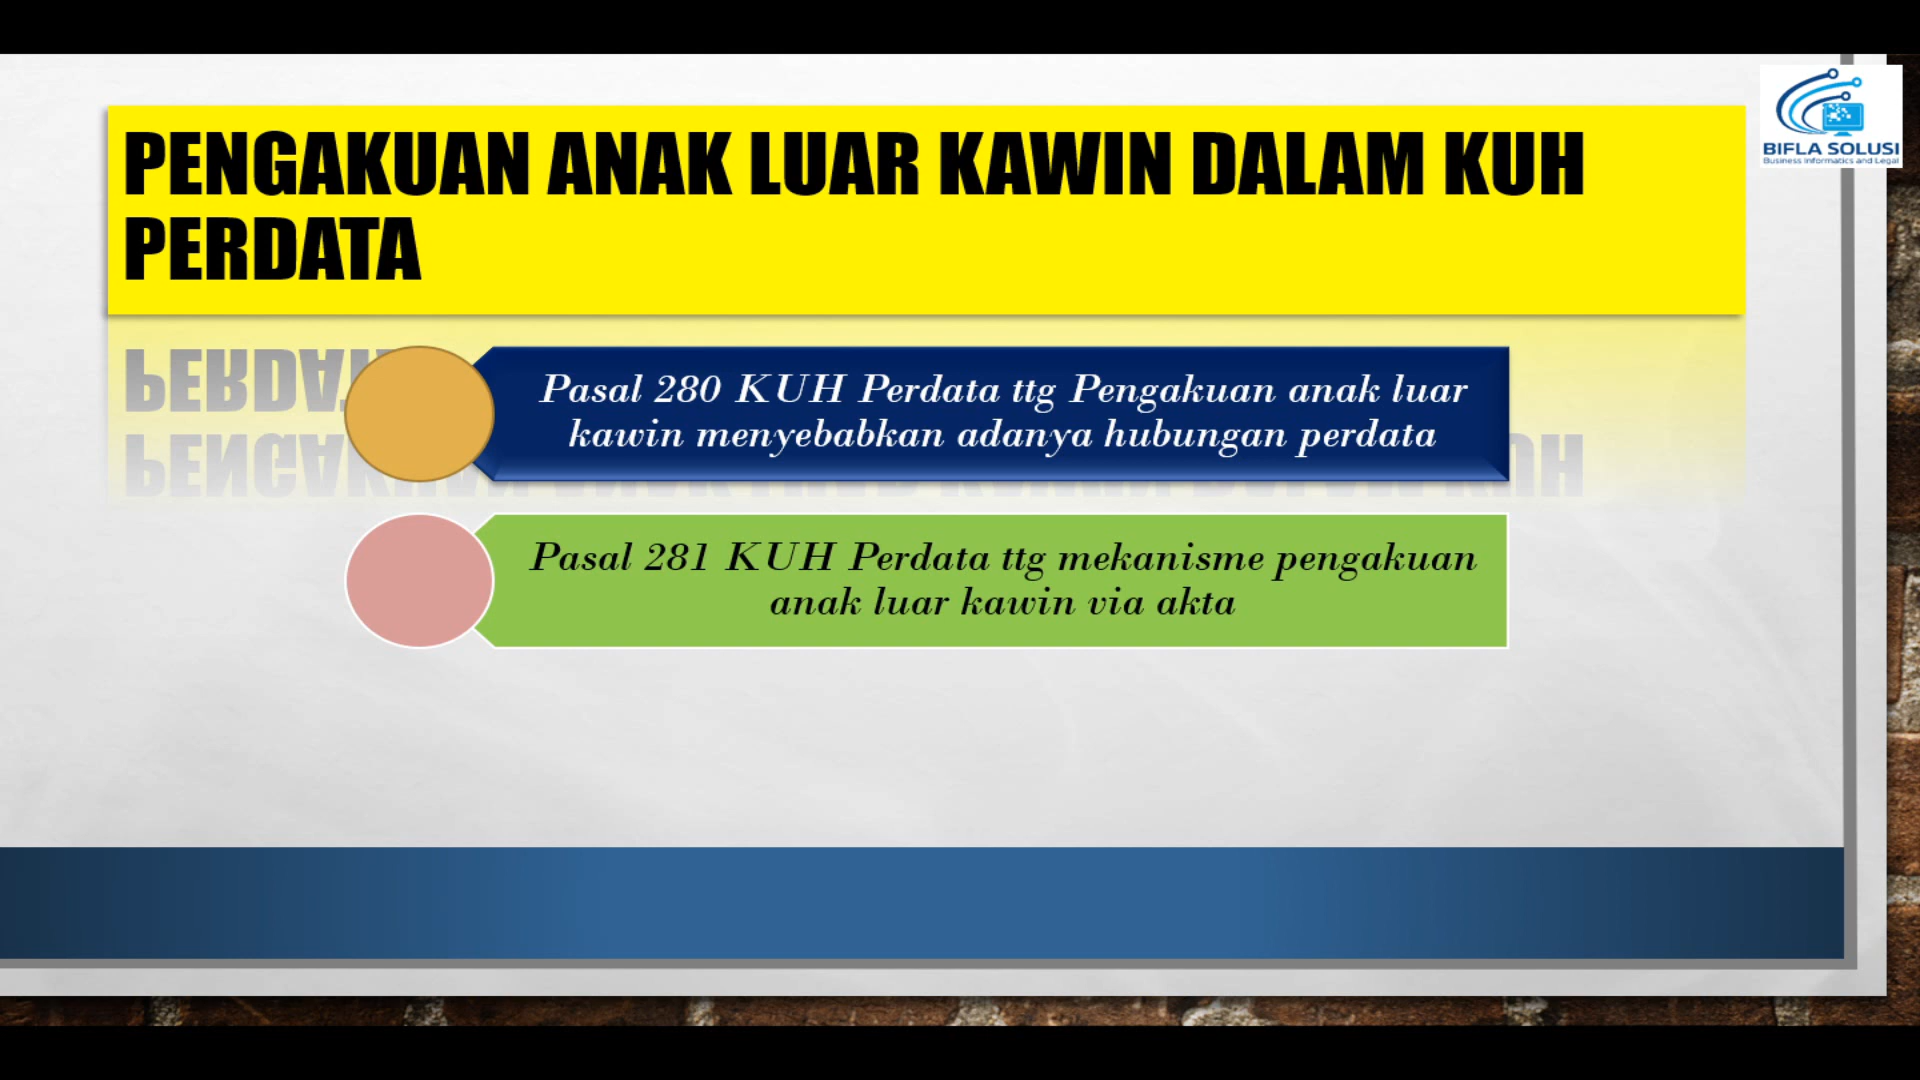 PENGAKUAN ANAK LUAR KAWIN DALAM KUH
PERDATA
BIFLA SOLUSI
Business Informatics and Legal
Pasal 280 KUH Perdata ttg Pengakuan anak luar
kawin menyebabkan adanya hubungan perdata
Pasal 281 KUH Perdata ttg mekanisme pengakuan
anak luar kawin via akta